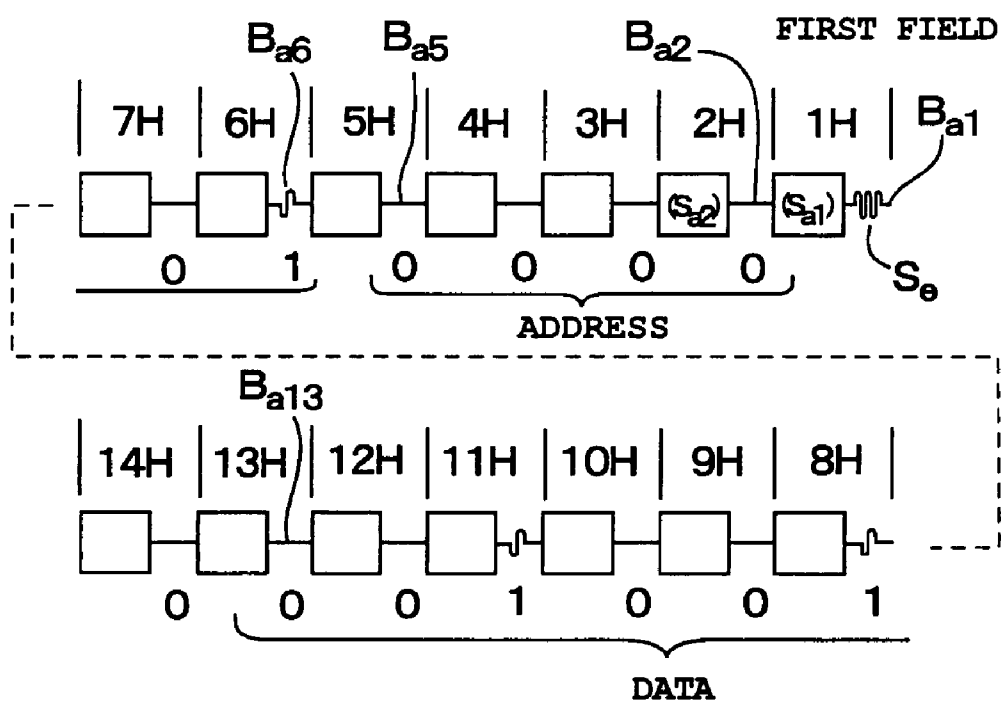 FIRST FIELD
Ba6 Ba5 Ba2
7H 6H 5H 4H 3H 2H 1H Ba1
(Sa2) (Sa1)
0 1 0 0 0 0 Se
ADDRESS
Ba13
14H 13H 12H 11H 10H 9H 8H
0 0 0 1 0 0 1
DATA